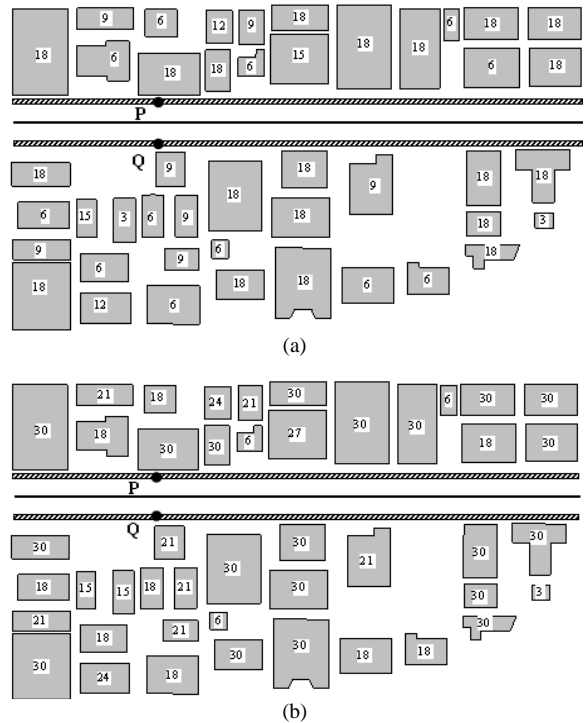 18 9 6 12 9 18 18 18 6 18 18
6 18 18 6 15 6 18
P
Q
18 9 18 18 9 18 18
6 15 3 6 9 18 18 3
9 6 9 6 18
18 12 6 18 18 6 6
(a)
30 21 18 24 21 30 30 30 6 30 30
18 30 30 6 27 18 30
P
Q
30 21 30 30 21 30 30
18 15 15 18 21 30 30 3
21 18 21 6 30
30 24 18 30 30 18 18
(b)